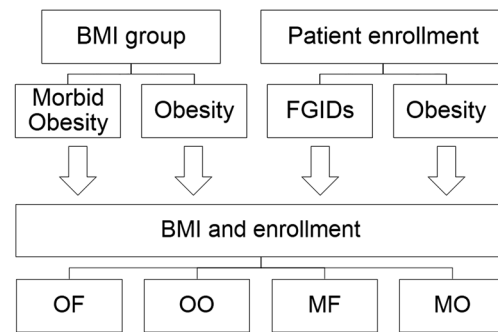 BMI group
Patient enrollment
Morbid
Obesity
Obesity
FGIDs
Obesity
BMI and enrollment
OF
OO
MF
MO